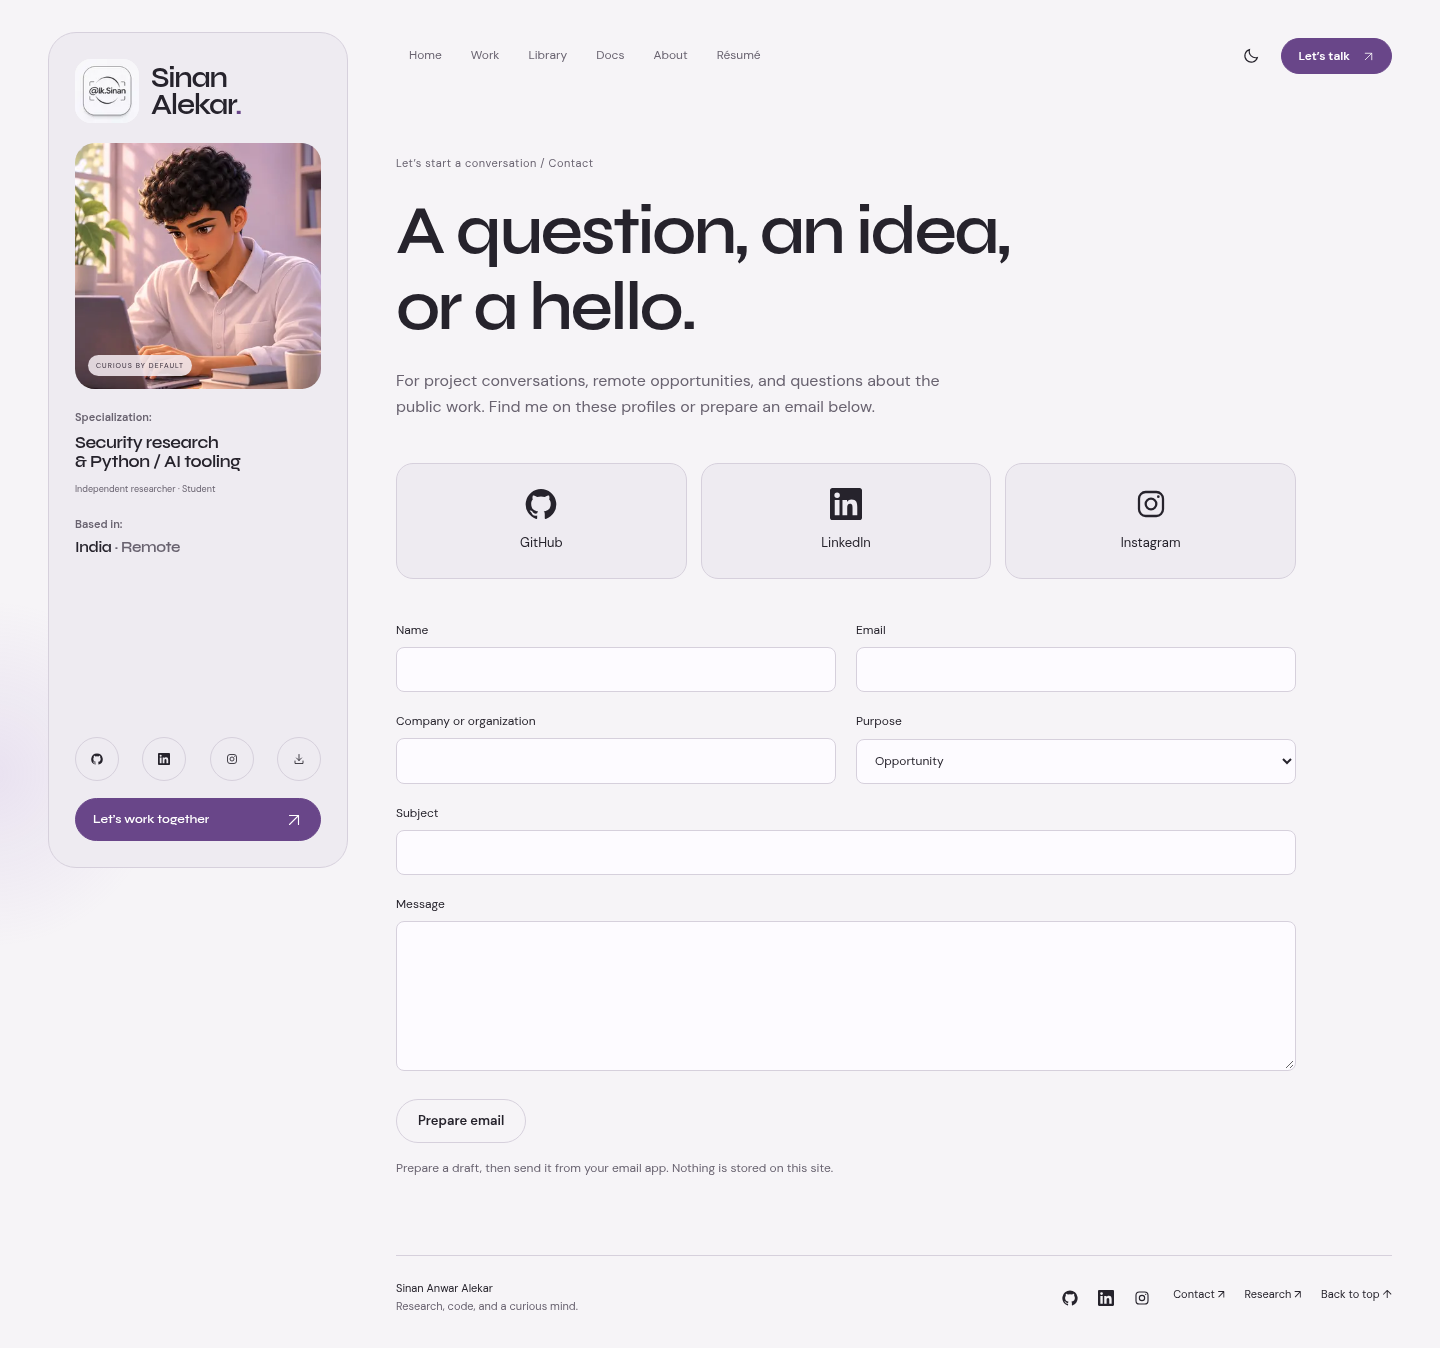 @Ik.Sinan
Sinan
Alekar.
CURIOUS BY DEFAULT
Specialization:
Security research
& Python / AI tooling
Independent researcher · Student
Based in:
India · Remote
Let's work together
Home
Work
Library
Docs
About
Résumé
Let's talk
Let's start a conversation / Contact
A question, an idea,
or a hello.
For project conversations, remote opportunities, and questions about the
public work. Find me on these profiles or prepare an email below.
GitHub
LinkedIn
Instagram
Name
Email
Company or organization
Purpose
Opportunity
Subject
Message
Prepare email
Prepare a draft, then send it from your email app. Nothing is stored on this site.
Sinan Anwar Alekar
Research, code, and a curious mind.
Contact
Research
Back to top